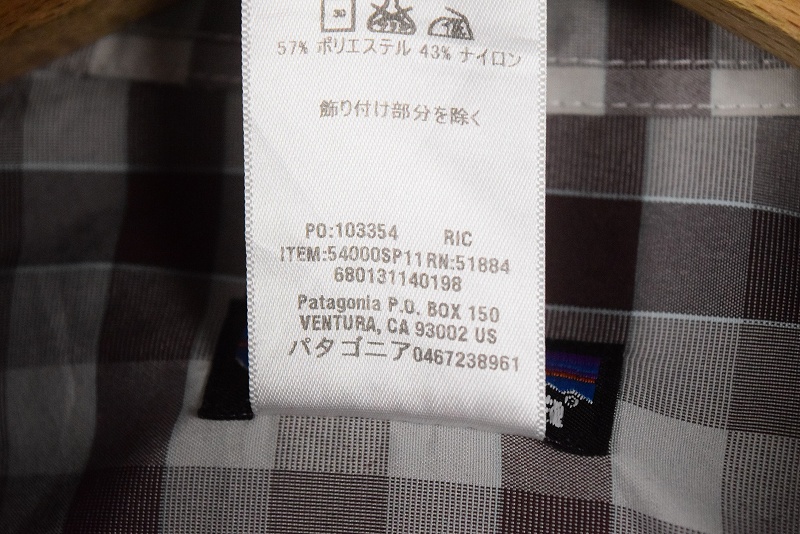 30
57% ポリエステル 43% ナイロン
飾り付け部分を除く
PO:103354 RIC
ITEM:54000SP11RN:51884
680131140198
Patagonia P.O. BOX 150
VENTURA, CA 93002 US
パタゴニア0467238961